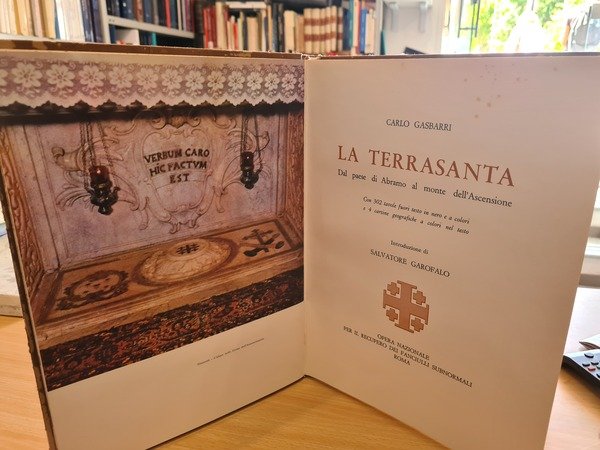 VERBUM CARO
HIC FACTUM
EST
CARLO GASBARRI
LA TERRASANTA
Dal paese di Abramo al monte dell'Ascensione
Con 302 tavole fuori testo in nero e a colori
e 4 cartine geografiche a colori nel testo
Introduzione di
SALVATORE GAROFALO
OPERA NAZIONALE
PER IL RECUPERO DEI FANCIULLI SUBNORMALI
ROMA